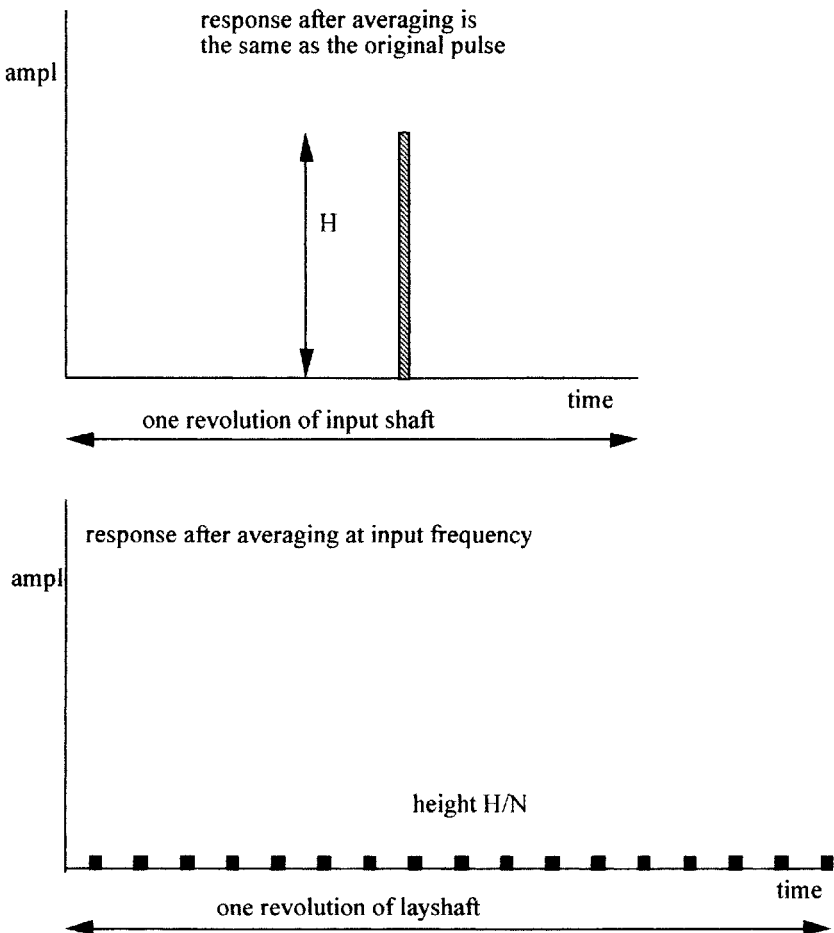 response after averaging is
the same as the original pulse
ampl
H
time
one revolution of input shaft
response after averaging at input frequency
ampl
height H/N
time
one revolution of layshaft